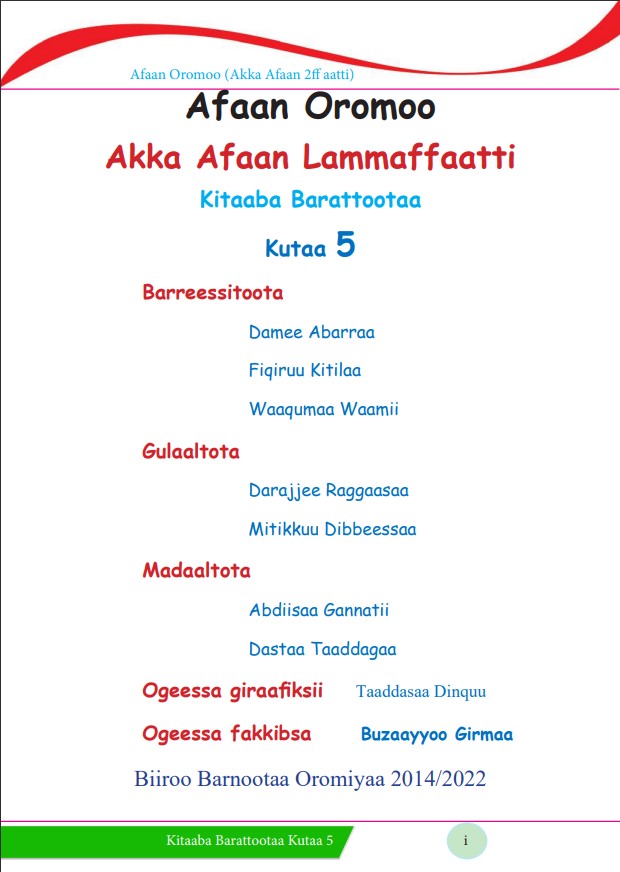 Afaan Oromoo (Akka Afaan 2ffaatti)
Afaan Oromoo
Akka Afaan Lammaffaatti
Kitaaba Barattootaa
Kutaa 5
Barreessitoota
Damee Abarraa
Fiqiruu Kitilaa
Waaqumaa Waamii
Gulaaltota
Darajjee Raggaasaa
Mitikkuu Dibbeessaa
Madaaltota
Abdiisaa Gannatii
Dastaa Taaddagaa
Ogeessa giraafiksii Taaddasaa Dinquu
Ogeessa fakkibsa Buzaayyoo Girmaa
Biiroo Barnootaa Oromiyaa 2014/2022
Kitaaba Barattootaa Kutaa 5 i